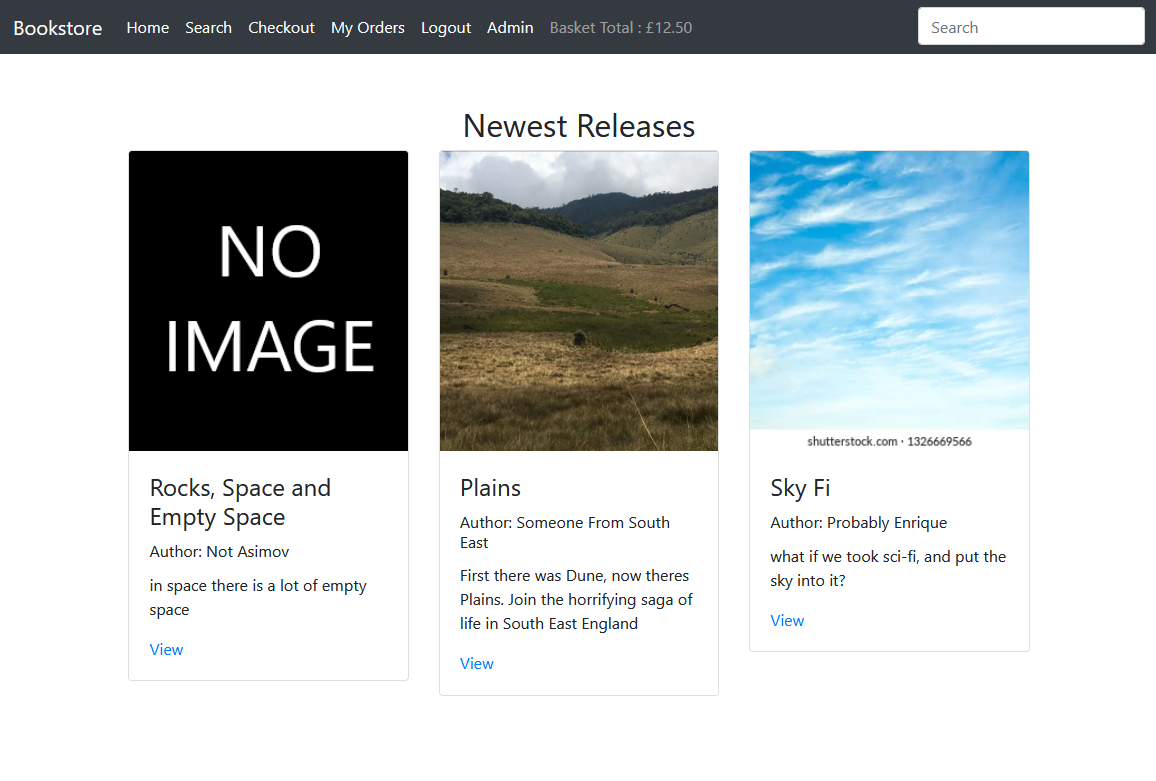 Bookstore Home Search Checkout My Orders Logout Admin Basket Total : £12.50 Search
Newest Releases
NO
IMAGE
Rocks, Space and
Empty Space
Author: Not Asimov
in space there is a lot of empty
space
View
Plains
Author: Someone From South
East
First there was Dune, now theres
Plains. Join the horrifying saga of
life in South East England
View
shutterstock.com · 1326669566
Sky Fi
Author: Probably Enrique
what if we took sci-fi, and put the
sky into it?
View